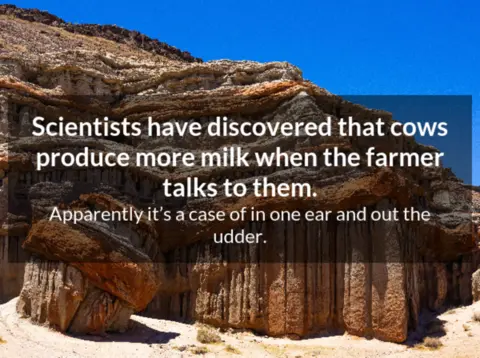 Scientists have discovered that cows
produce more milk when the farmer
talks to them.
Apparently it's a case of in one ear and out the
udder.